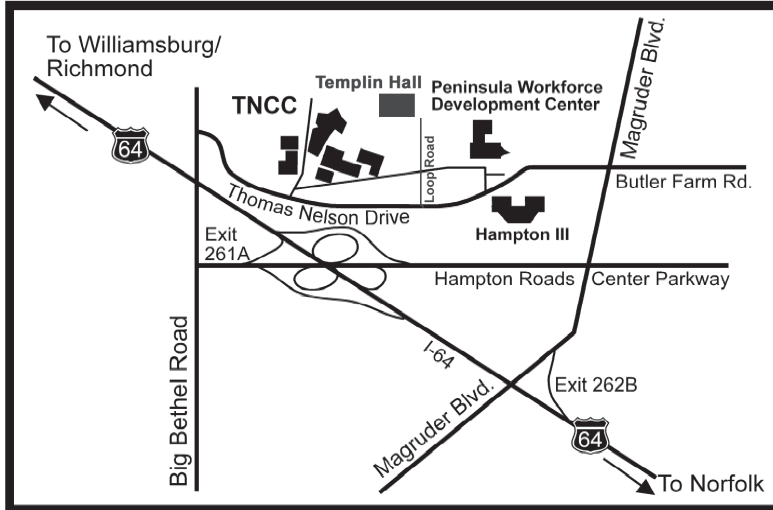 To Williamsburg/
Richmond
64
TNCC
Templin Hall
Peninsula Workforce
Development Center
Magruder Blvd.
Loop Road
Butler Farm Rd.
Thomas Nelson Drive
Hampton III
Exit
261A
Hampton Roads Center Parkway
Big Bethel Road
I-64
Exit 262B
Magruder Blvd.
64
To Norfolk